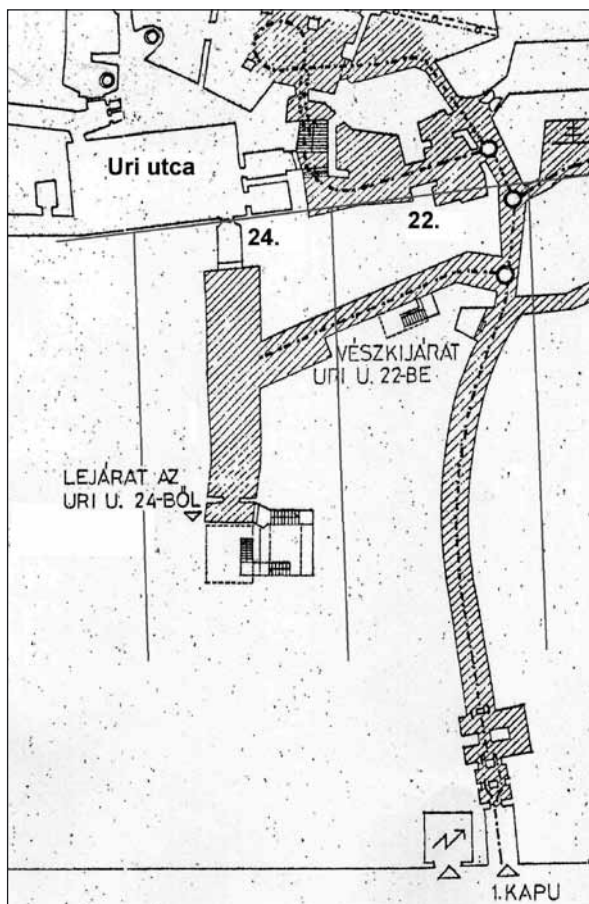 Uri utca
24.
22.
VÉSZKIJÁRAT
URI U. 22-BE
LEJÁRAT AZ
URI U. 24-BŐL
1.KAPU